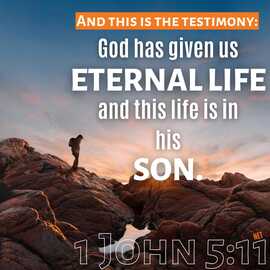 And this is the testimony:
God has given us
ETERNAL LIFE
and this life is in
his
SON.
NET
1 John 5:11